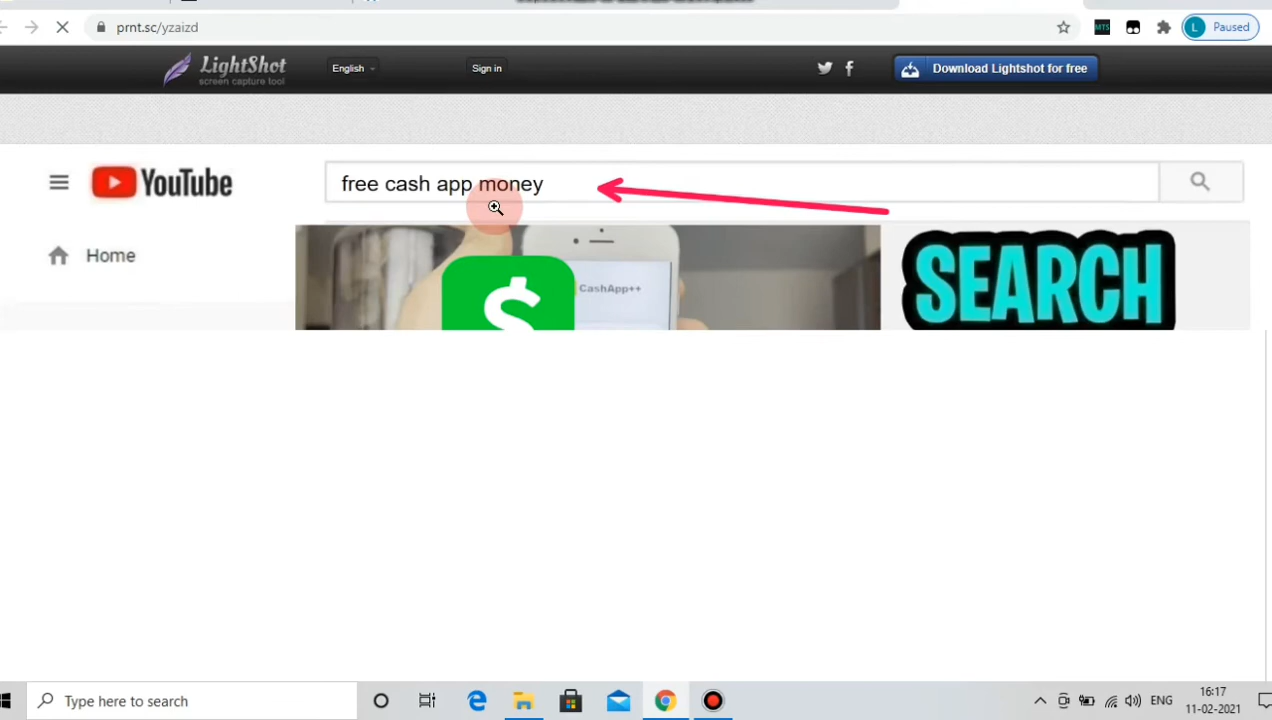 prnt.sc/yzaizd
MTS
L
Paused
LightShot
screen capture tool
English
Sign in
Download Lightshot for free
YouTube
free cash app money
Home
$
CashApp++
SEARCH
Type here to search
ENG
16:17
11-02-2021